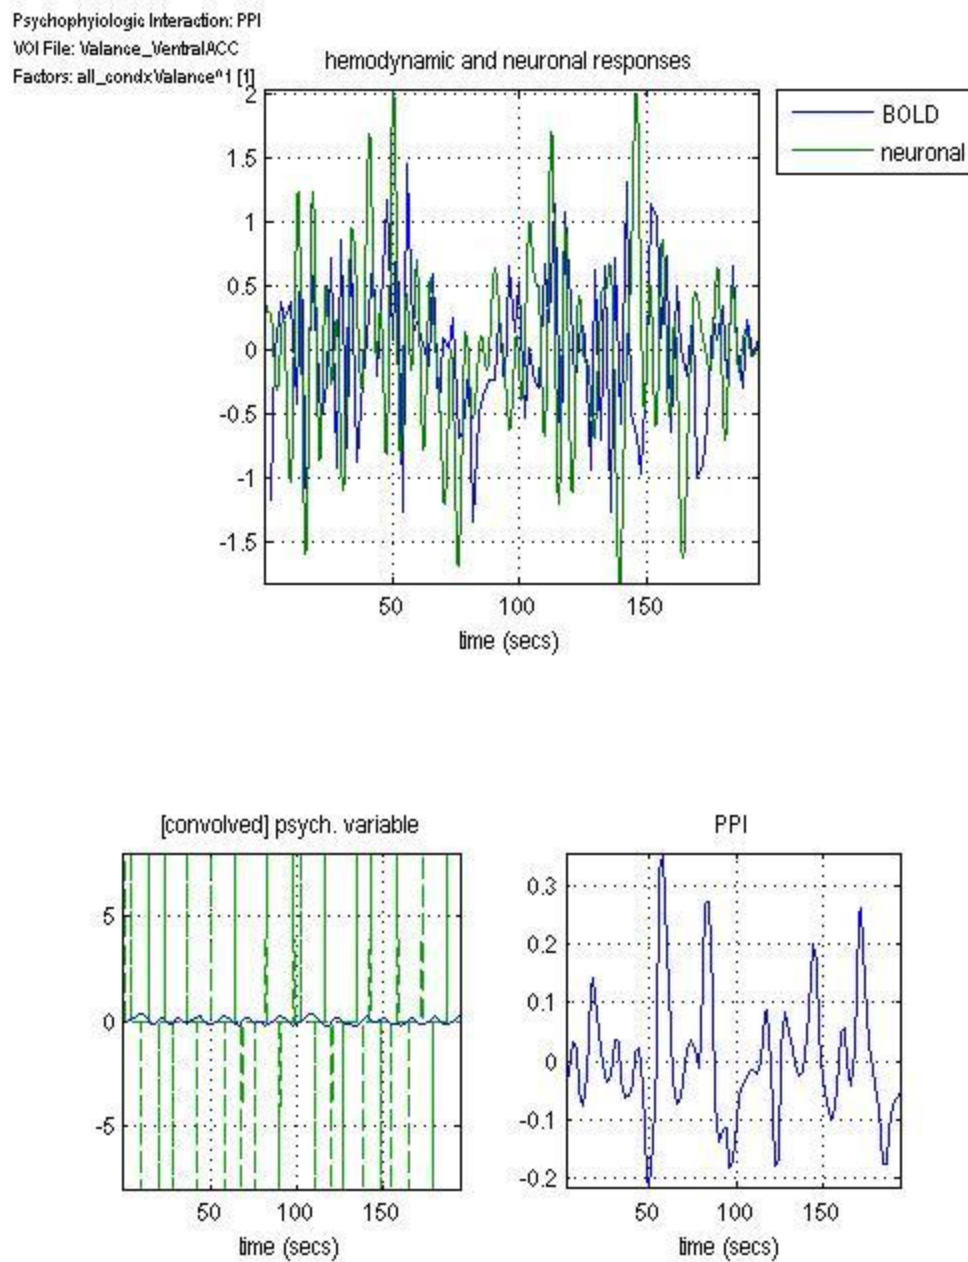 Psychophyiologic Interaction: PPI
VOI File: Valance_VentralACC
Factors: all_condxValance^1 [1]
hemodynamic and neuronal responses
BOLD
neuronal
2
1.5
1
0.5
0
-0.5
-1
-1.5
50 100 150
time (secs)
[convolved] psych. variable
5
0
-5
50 100 150
time (secs)
PPI
0.3
0.2
0.1
0
-0.1
-0.2
50 100 150
time (secs)